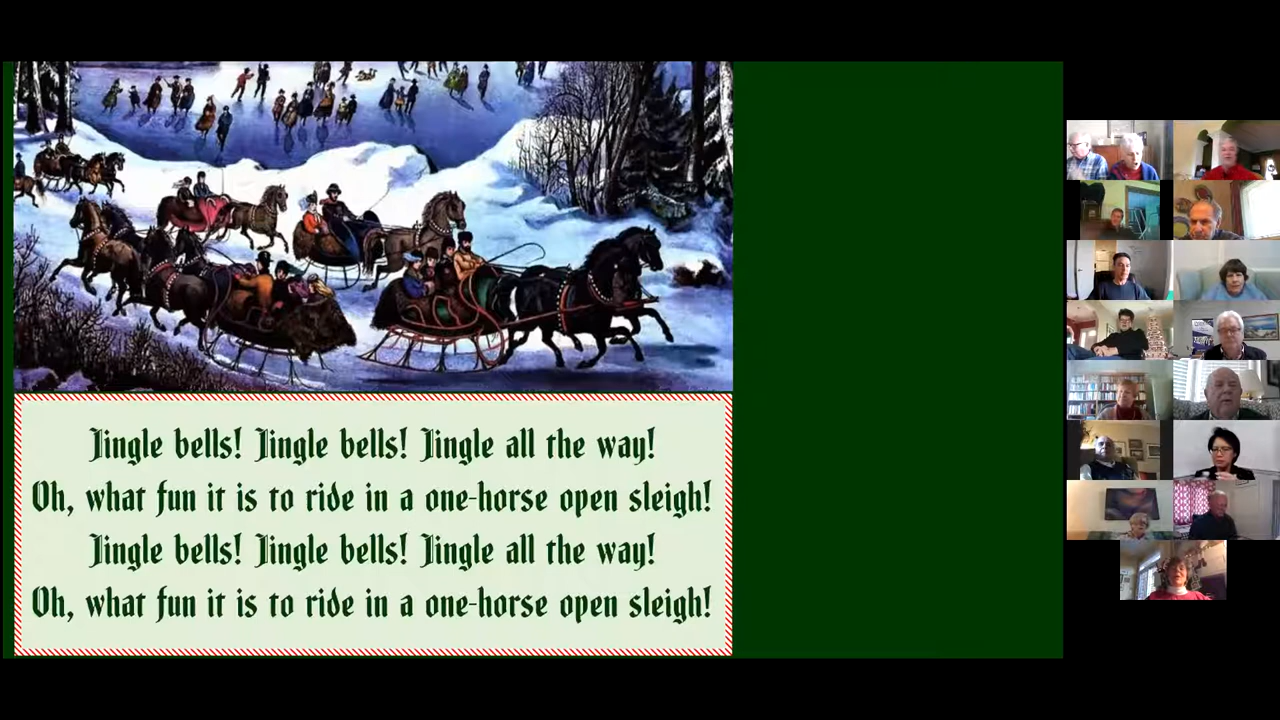 Jingle bells! Jingle bells! Jingle all the way!
Oh, what fun it is to ride in a one-horse open sleigh!
Jingle bells! Jingle bells! Jingle all the way!
Oh, what fun it is to ride in a one-horse open sleigh!